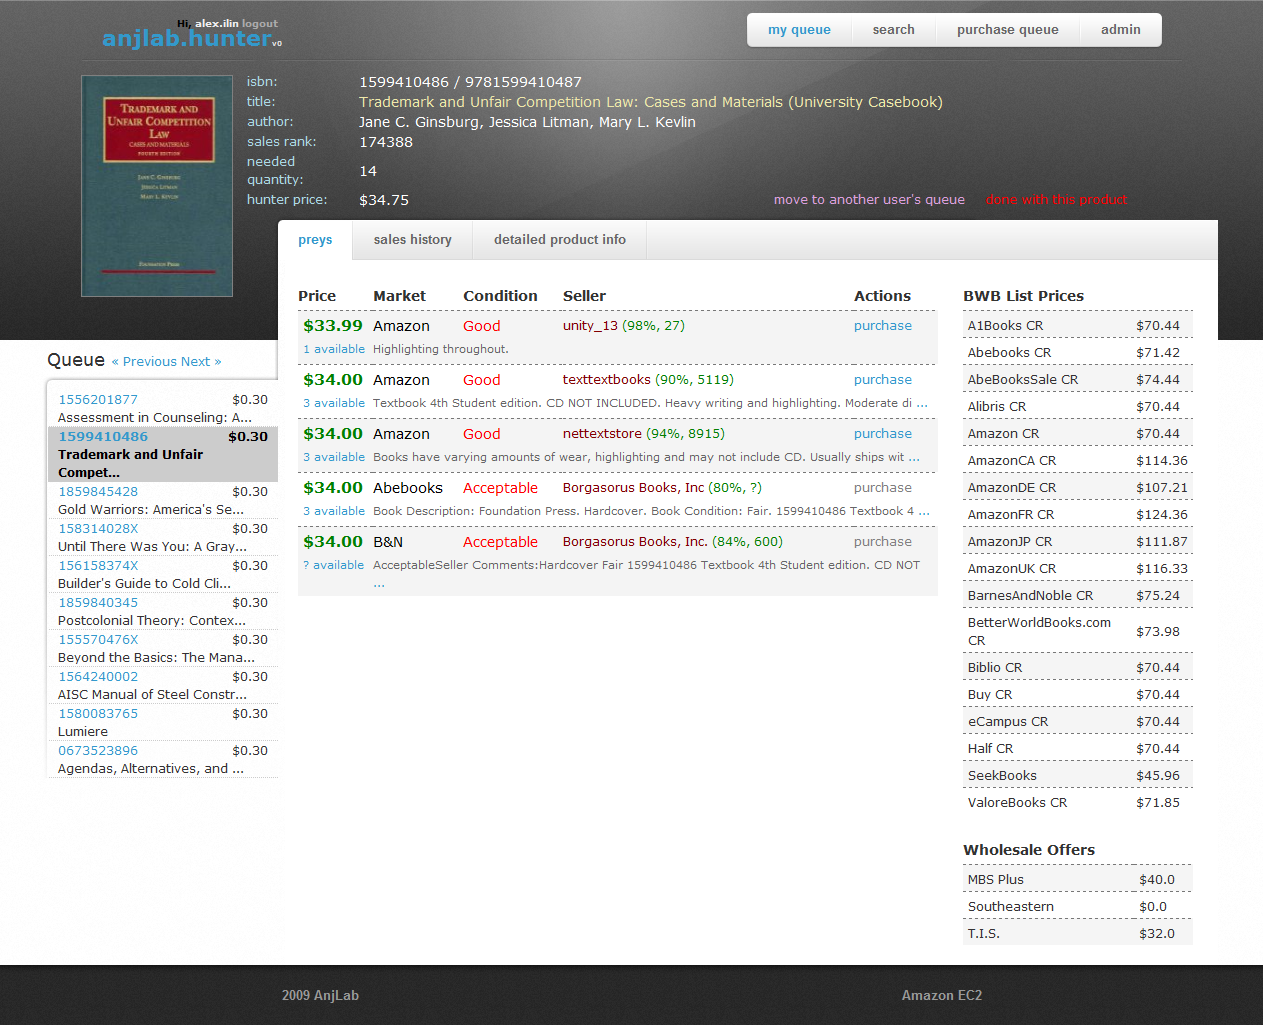 Hi, alex.ilin logout
anjlab.hunter v0
my queue search purchase queue admin
TRADEMARK AND
UNFAIR COMPETITION
LAW
CASES AND MATERIALS
FOURTH EDITION
JANE C. GINSBURG
JESSICA LITMAN
MARY L. KEVLIN
FOUNDATION PRESS
isbn: 1599410486 / 9781599410487
title: Trademark and Unfair Competition Law: Cases and Materials (University Casebook)
author: Jane C. Ginsburg, Jessica Litman, Mary L. Kevlin
sales rank: 174388
needed
quantity: 14
hunter price: $34.75
move to another user's queue done with this product
preys sales history detailed product info
Queue « Previous Next »
1556201877 $0.30
Assessment in Counseling: A...
1599410486 $0.30
Trademark and Unfair
Compet...
1859845428 $0.30
Gold Warriors: America's Se...
158314028X $0.30
Until There Was You: A Gray...
156158374X $0.30
Builder's Guide to Cold Cli...
1859840345 $0.30
Postcolonial Theory: Contex...
155570476X $0.30
Beyond the Basics: The Mana...
1564240002 $0.30
AISC Manual of Steel Constr...
1580083765 $0.30
Lumiere
0673523896 $0.30
Agendas, Alternatives, and ...
Price Market Condition Seller Actions
$33.99 Amazon Good unity_13 (98%, 27) purchase
1 available Highlighting throughout.
$34.00 Amazon Good texttextbooks (90%, 5119) purchase
3 available Textbook 4th Student edition. CD NOT INCLUDED. Heavy writing and highlighting. Moderate di ...
$34.00 Amazon Good nettextstore (94%, 8915) purchase
3 available Books have varying amounts of wear, highlighting and may not include CD. Usually ships wit ...
$34.00 Abebooks Acceptable Borgasorus Books, Inc (80%, ?) purchase
3 available Book Description: Foundation Press. Hardcover. Book Condition: Fair. 1599410486 Textbook 4 ...
$34.00 B&N Acceptable Borgasorus Books, Inc. (84%, 600) purchase
? available AcceptableSeller Comments:Hardcover Fair 1599410486 Textbook 4th Student edition. CD NOT
...
BWB List Prices
A1Books CR $70.44
Abebooks CR $71.42
AbeBooksSale CR $74.44
Alibris CR $70.44
Amazon CR $70.44
AmazonCA CR $114.36
AmazonDE CR $107.21
AmazonFR CR $124.36
AmazonJP CR $111.87
AmazonUK CR $116.33
BarnesAndNoble CR $75.24
BetterWorldBooks.com
CR $73.98
Biblio CR $70.44
Buy CR $70.44
eCampus CR $70.44
Half CR $70.44
SeekBooks $45.96
ValoreBooks CR $71.85
Wholesale Offers
MBS Plus $40.0
Southeastern $0.0
T.I.S. $32.0
2009 AnjLab Amazon EC2